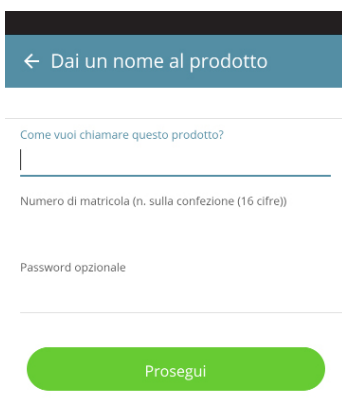 Dai un nome al prodotto
Come vuoi chiamare questo prodotto?
Numero di matricola (n. sulla confezione (16 cifre))
Password opzionale
Prosegui